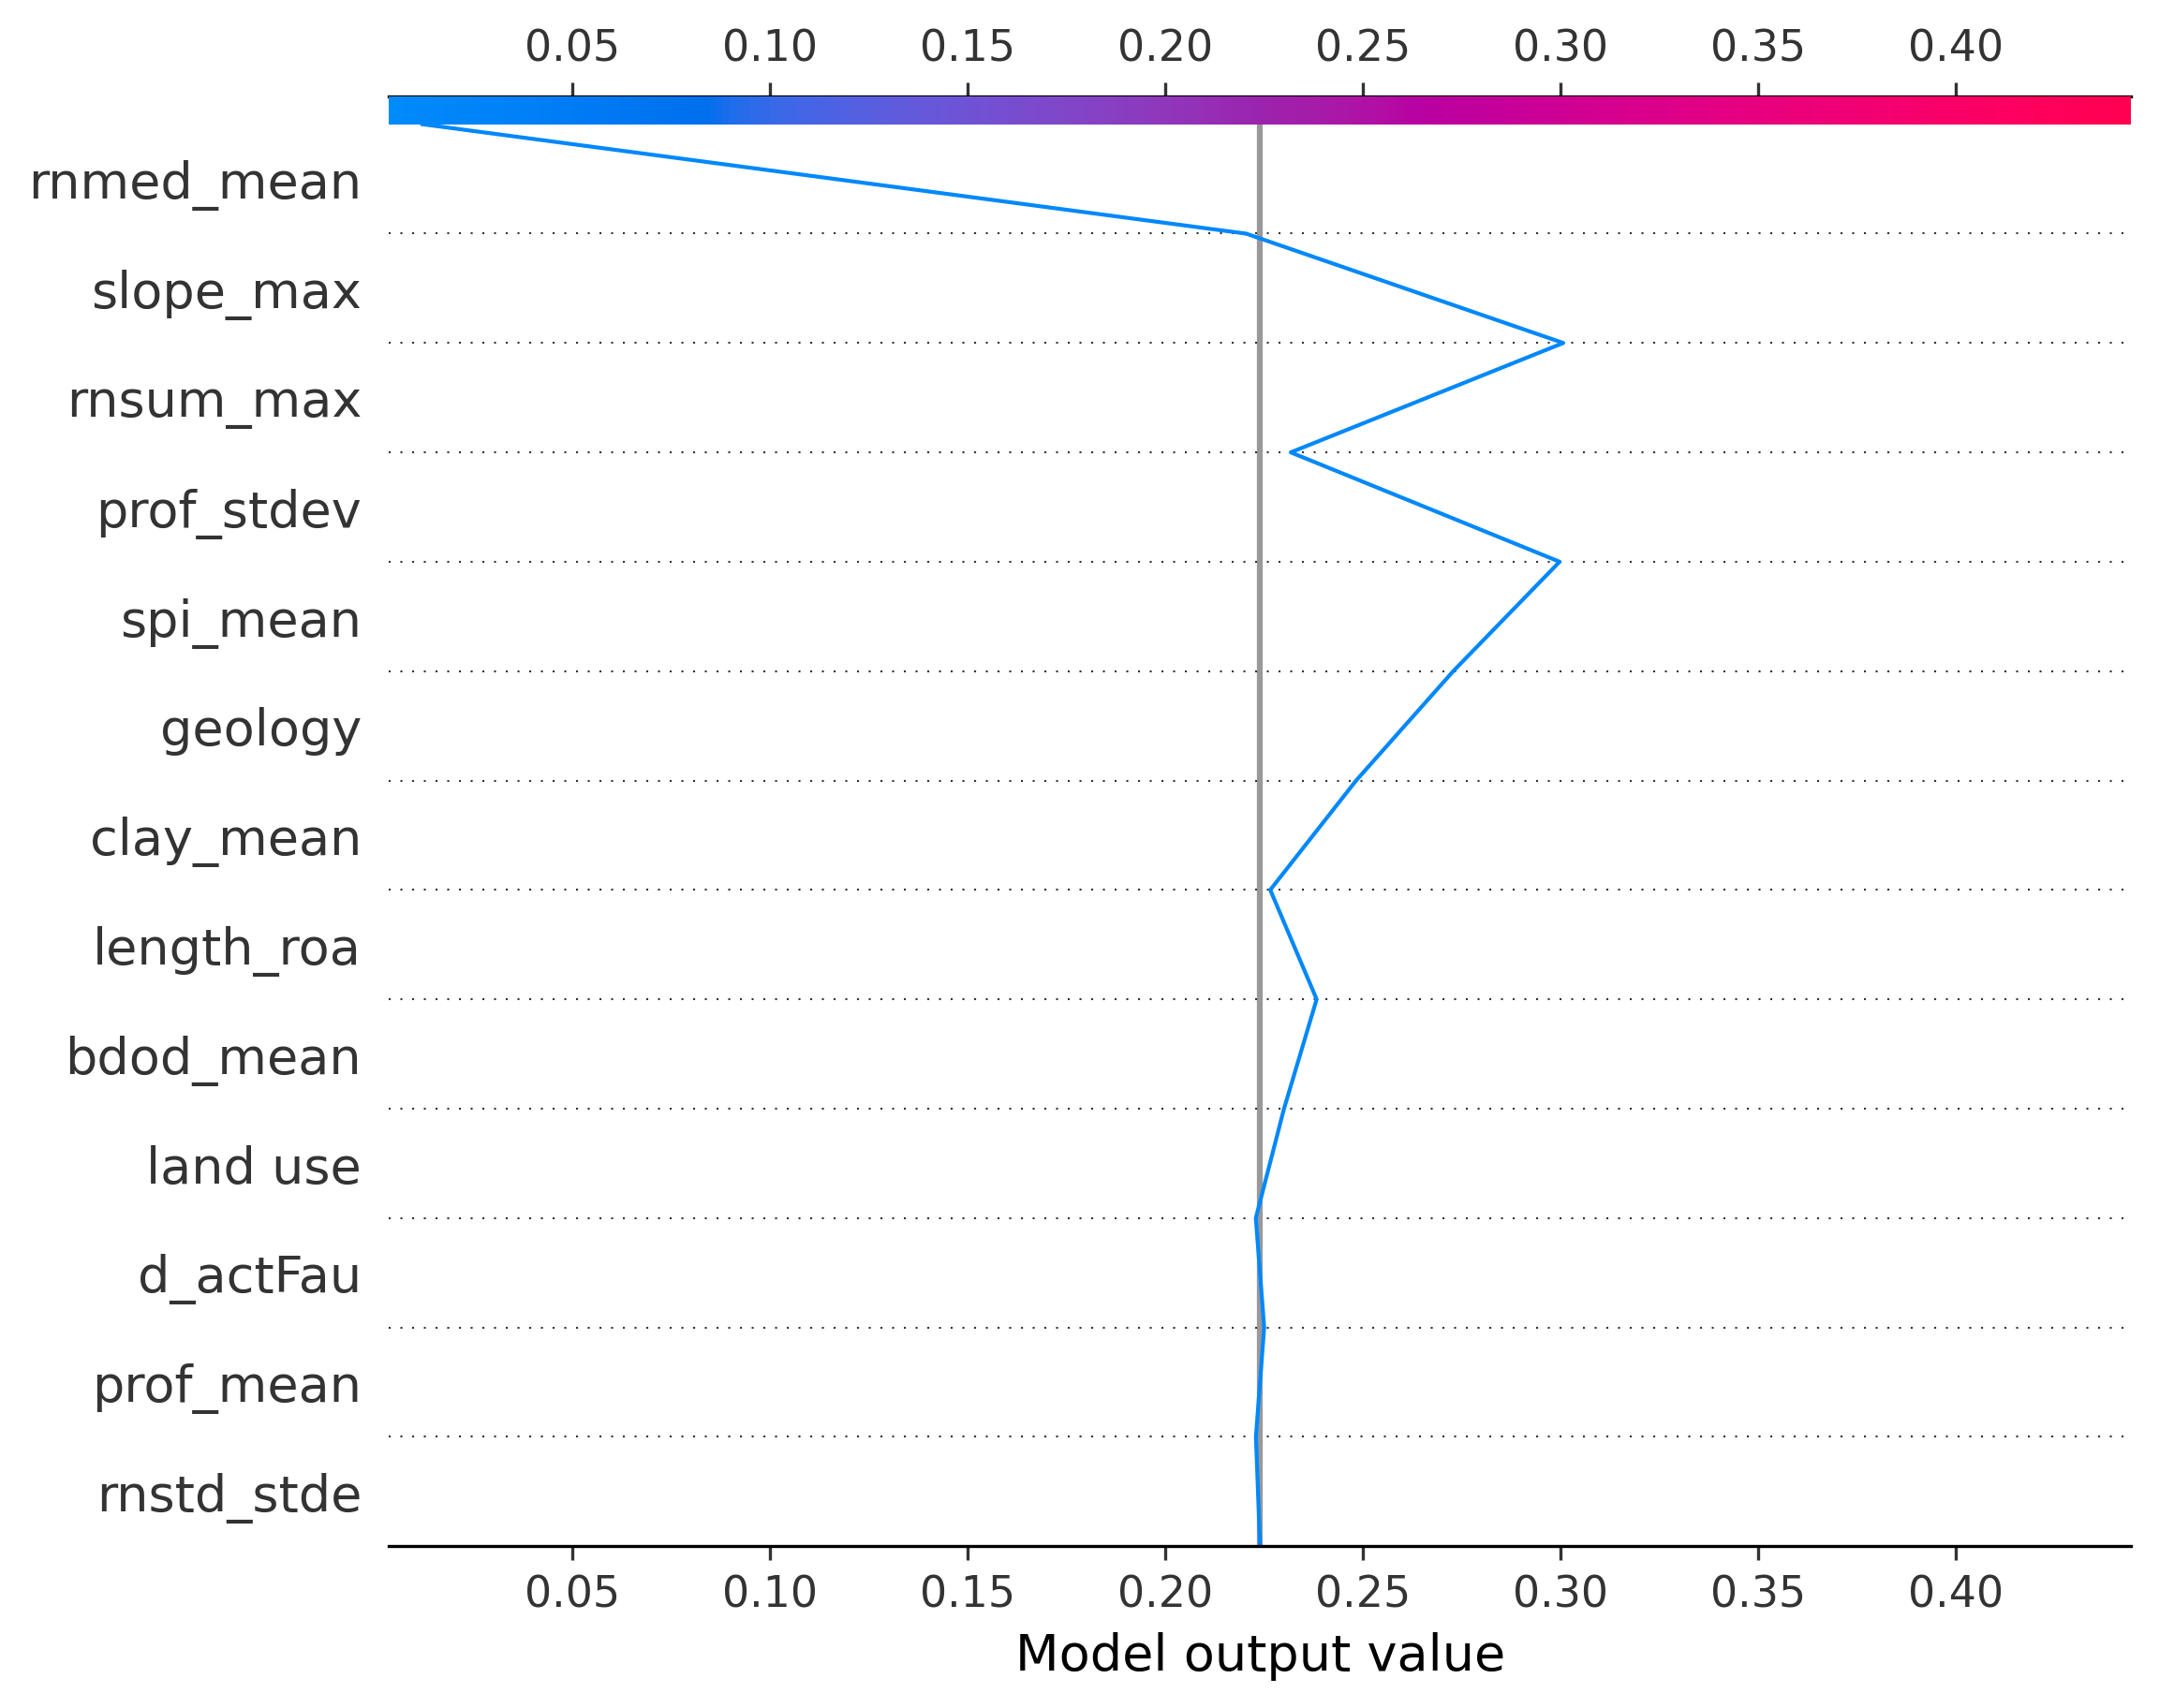 0.05 0.10 0.15 0.20 0.25 0.30 0.35 0.40
rnmed_mean
slope_max
rnsum_max
prof_stdev
spi_mean
geology
clay_mean
length_roa
bdod_mean
land use
d_actFau
prof_mean
rnstd_stde
0.05 0.10 0.15 0.20 0.25 0.30 0.35 0.40
Model output value